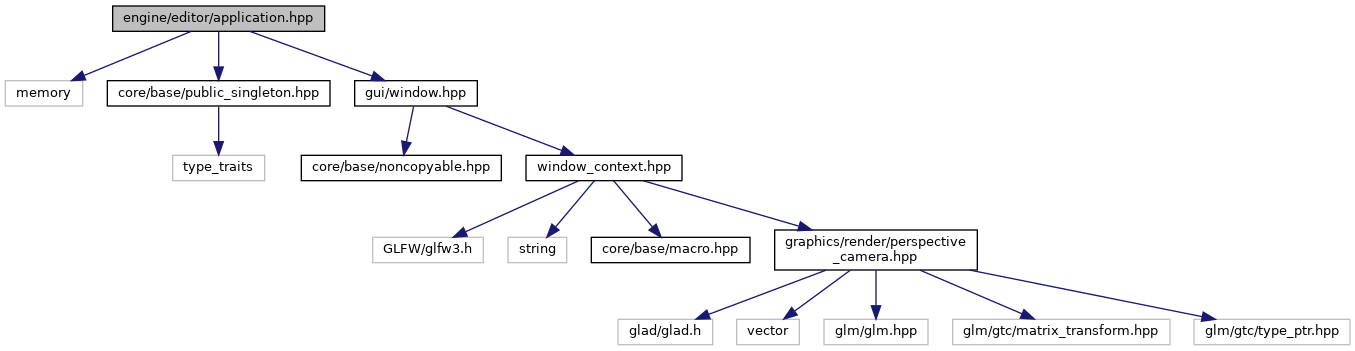 engine/editor/application.hpp
memory
core/base/public_singleton.hpp
gui/window.hpp
type_traits
core/base/noncopyable.hpp
window_context.hpp
GLFW/glfw3.h
string
core/base/macro.hpp
graphics/render/perspective
_camera.hpp
glad/glad.h
vector
glm/glm.hpp
glm/gtc/matrix_transform.hpp
glm/gtc/type_ptr.hpp